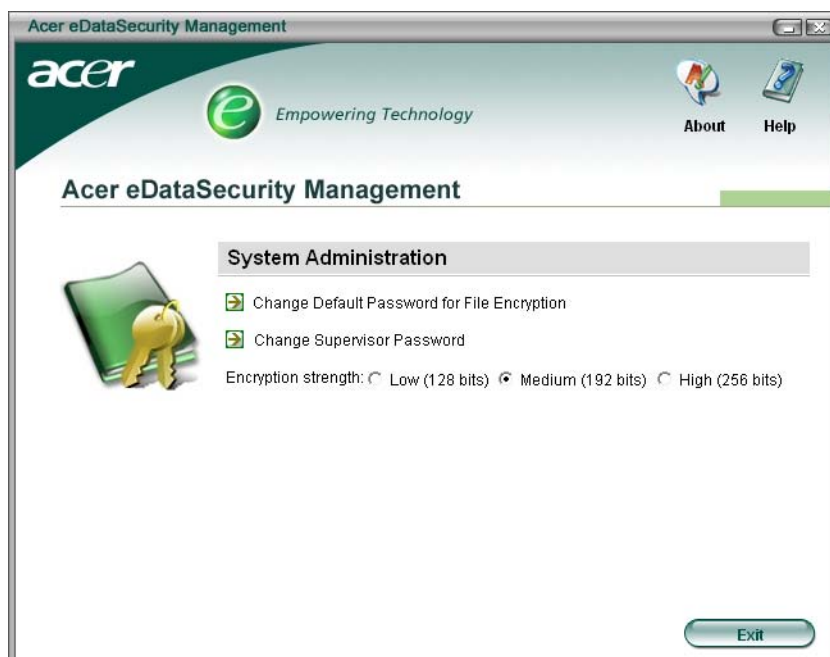 Acer eDataSecurity Management
acer
e Empowering Technology
About Help
Acer eDataSecurity Management
System Administration
Change Default Password for File Encryption
Change Supervisor Password
Encryption strength: Low (128 bits) Medium (192 bits) High (256 bits)
Exit